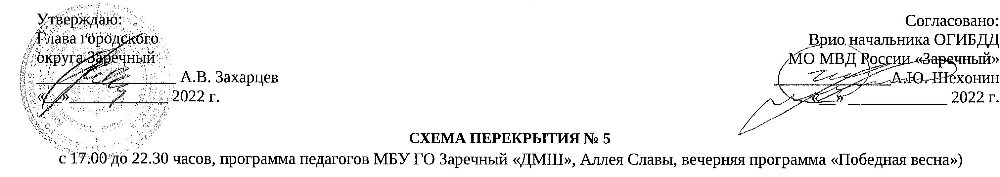 Утверждаю:
Глава городского
округа Заречный
_________________ А.В. Захарцев
«__»____________ 2022 г.
Согласовано:
Врио начальника ОГИБДД
МО МВД России «Заречный»
______________А.Ю. Шехонин
«__» ____________ 2022 г.
СХЕМА ПЕРЕКРЫТИЯ № 5
с 17.00 до 22.30 часов, программа педагогов МБУ ГО Заречный «ДМШ», Аллея Славы, вечерняя программа «Победная весна»)